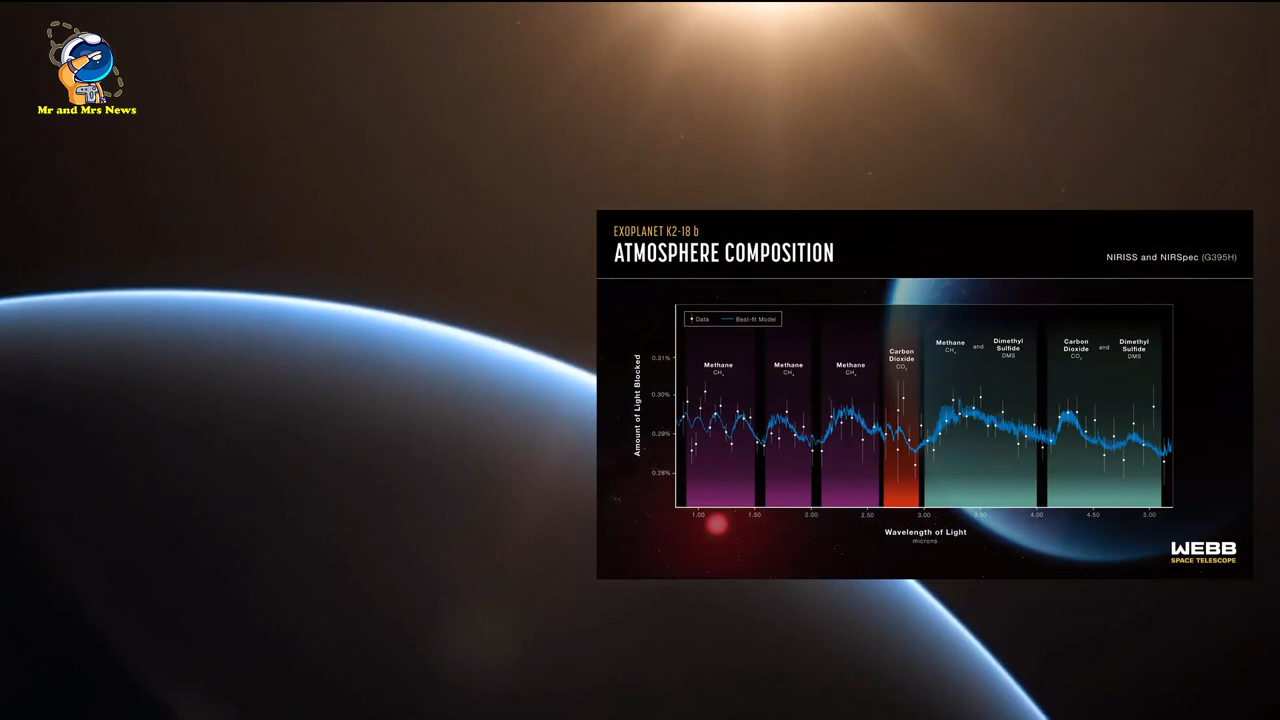 Mr and Mrs News
EXOPLANET K2-18 b
ATMOSPHERE COMPOSITION
NIRISS and NIRSpec (G395H)
Data
Best-fit Model
Methane
CH₄
Methane
CH₄
Methane
CH₄
Carbon
Dioxide
CO₂
Methane
CH₄
and
Dimethyl
Sulfide
DMS
Carbon
Dioxide
CO₂
and
Dimethyl
Sulfide
DMS
Amount of Light Blocked
0.31%
0.30%
0.29%
0.28%
1.00 1.50 2.00 2.50 3.00 3.50 4.00 4.50 5.00
Wavelength of Light
microns
WEBB
SPACE TELESCOPE